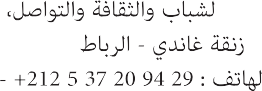 لشباب والثقافة والتواصل،
زنقة غاندي - الرباط
لهاتف : 29 94 20 37 5 212+ -